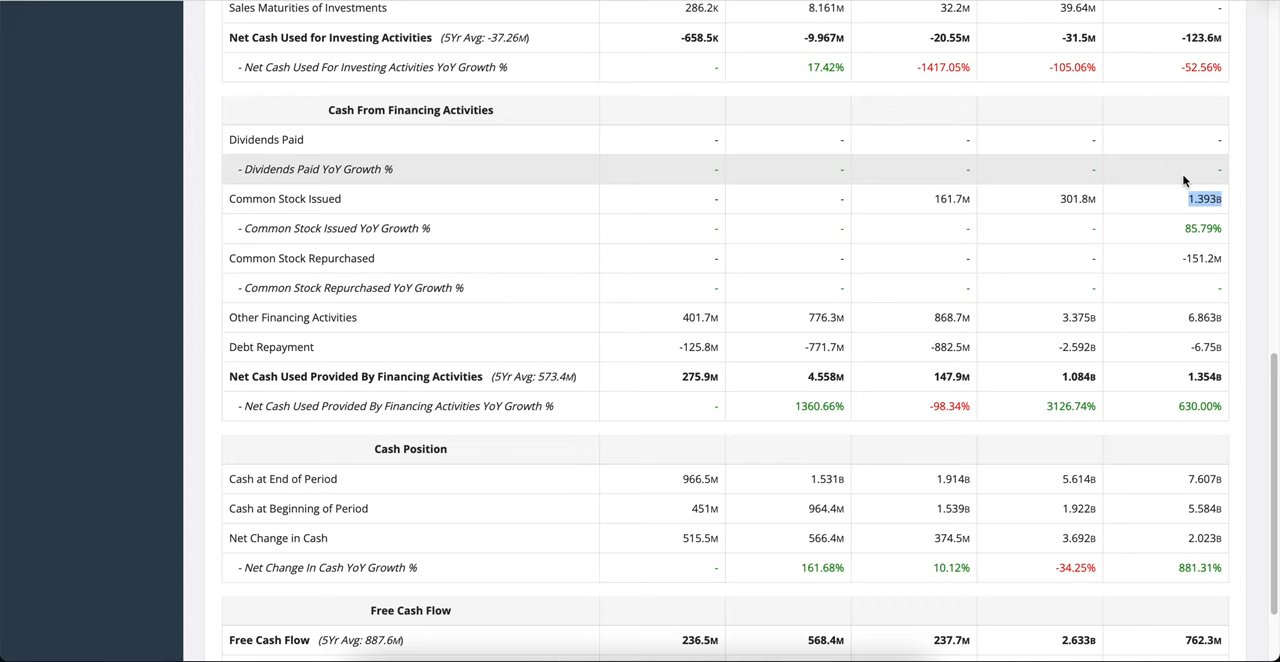 Sales Maturities of Investments 286.2K 8.161M 32.2M 39.64M -
Net Cash Used for Investing Activities (5Yr Avg: -37.26M) -658.5K -9.967M -20.55M -31.5M -123.6M
- Net Cash Used For Investing Activities YoY Growth % - 17.42% -1417.05% -105.06% -52.56%
Cash From Financing Activities
Dividends Paid - - - - -
- Dividends Paid YoY Growth % - - - - -
Common Stock Issued - - 161.7M 301.8M 1.393B
- Common Stock Issued YoY Growth % - - - - 85.79%
Common Stock Repurchased - - - - -151.2M
- Common Stock Repurchased YoY Growth % - - - - -
Other Financing Activities 401.7M 776.3M 868.7M 3.375B 6.863B
Debt Repayment -125.8M -771.7M -882.5M -2.592B -6.75B
Net Cash Used Provided By Financing Activities (5Yr Avg: 573.4M) 275.9M 4.558M 147.9M 1.084B 1.354B
- Net Cash Used Provided By Financing Activities YoY Growth % - 1360.66% -98.34% 3126.74% 630.00%
Cash Position
Cash at End of Period 966.5M 1.531B 1.914B 5.614B 7.607B
Cash at Beginning of Period 451M 964.4M 1.539B 1.922B 5.584B
Net Change in Cash 515.5M 566.4M 374.5M 3.692B 2.023B
- Net Change In Cash YoY Growth % - 161.68% 10.12% -34.25% 881.31%
Free Cash Flow
Free Cash Flow (5Yr Avg: 887.6M) 236.5M 568.4M 237.7M 2.633B 762.3M